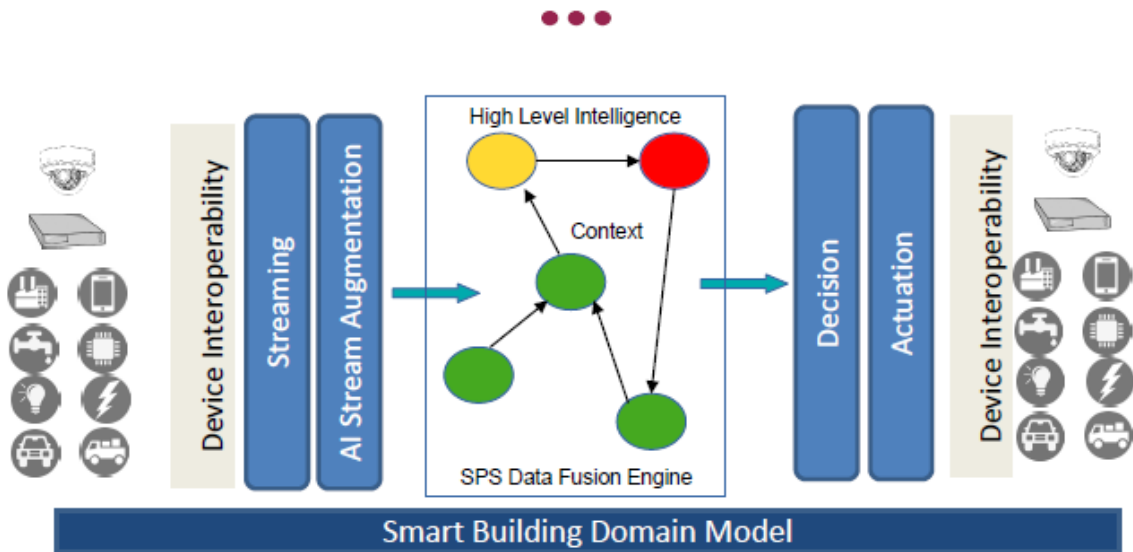 Device Interoperability
Streaming
AI Stream Augmentation
High Level Intelligence
Context
SPS Data Fusion Engine
Decision
Actuation
Device Interoperability
Smart Building Domain Model